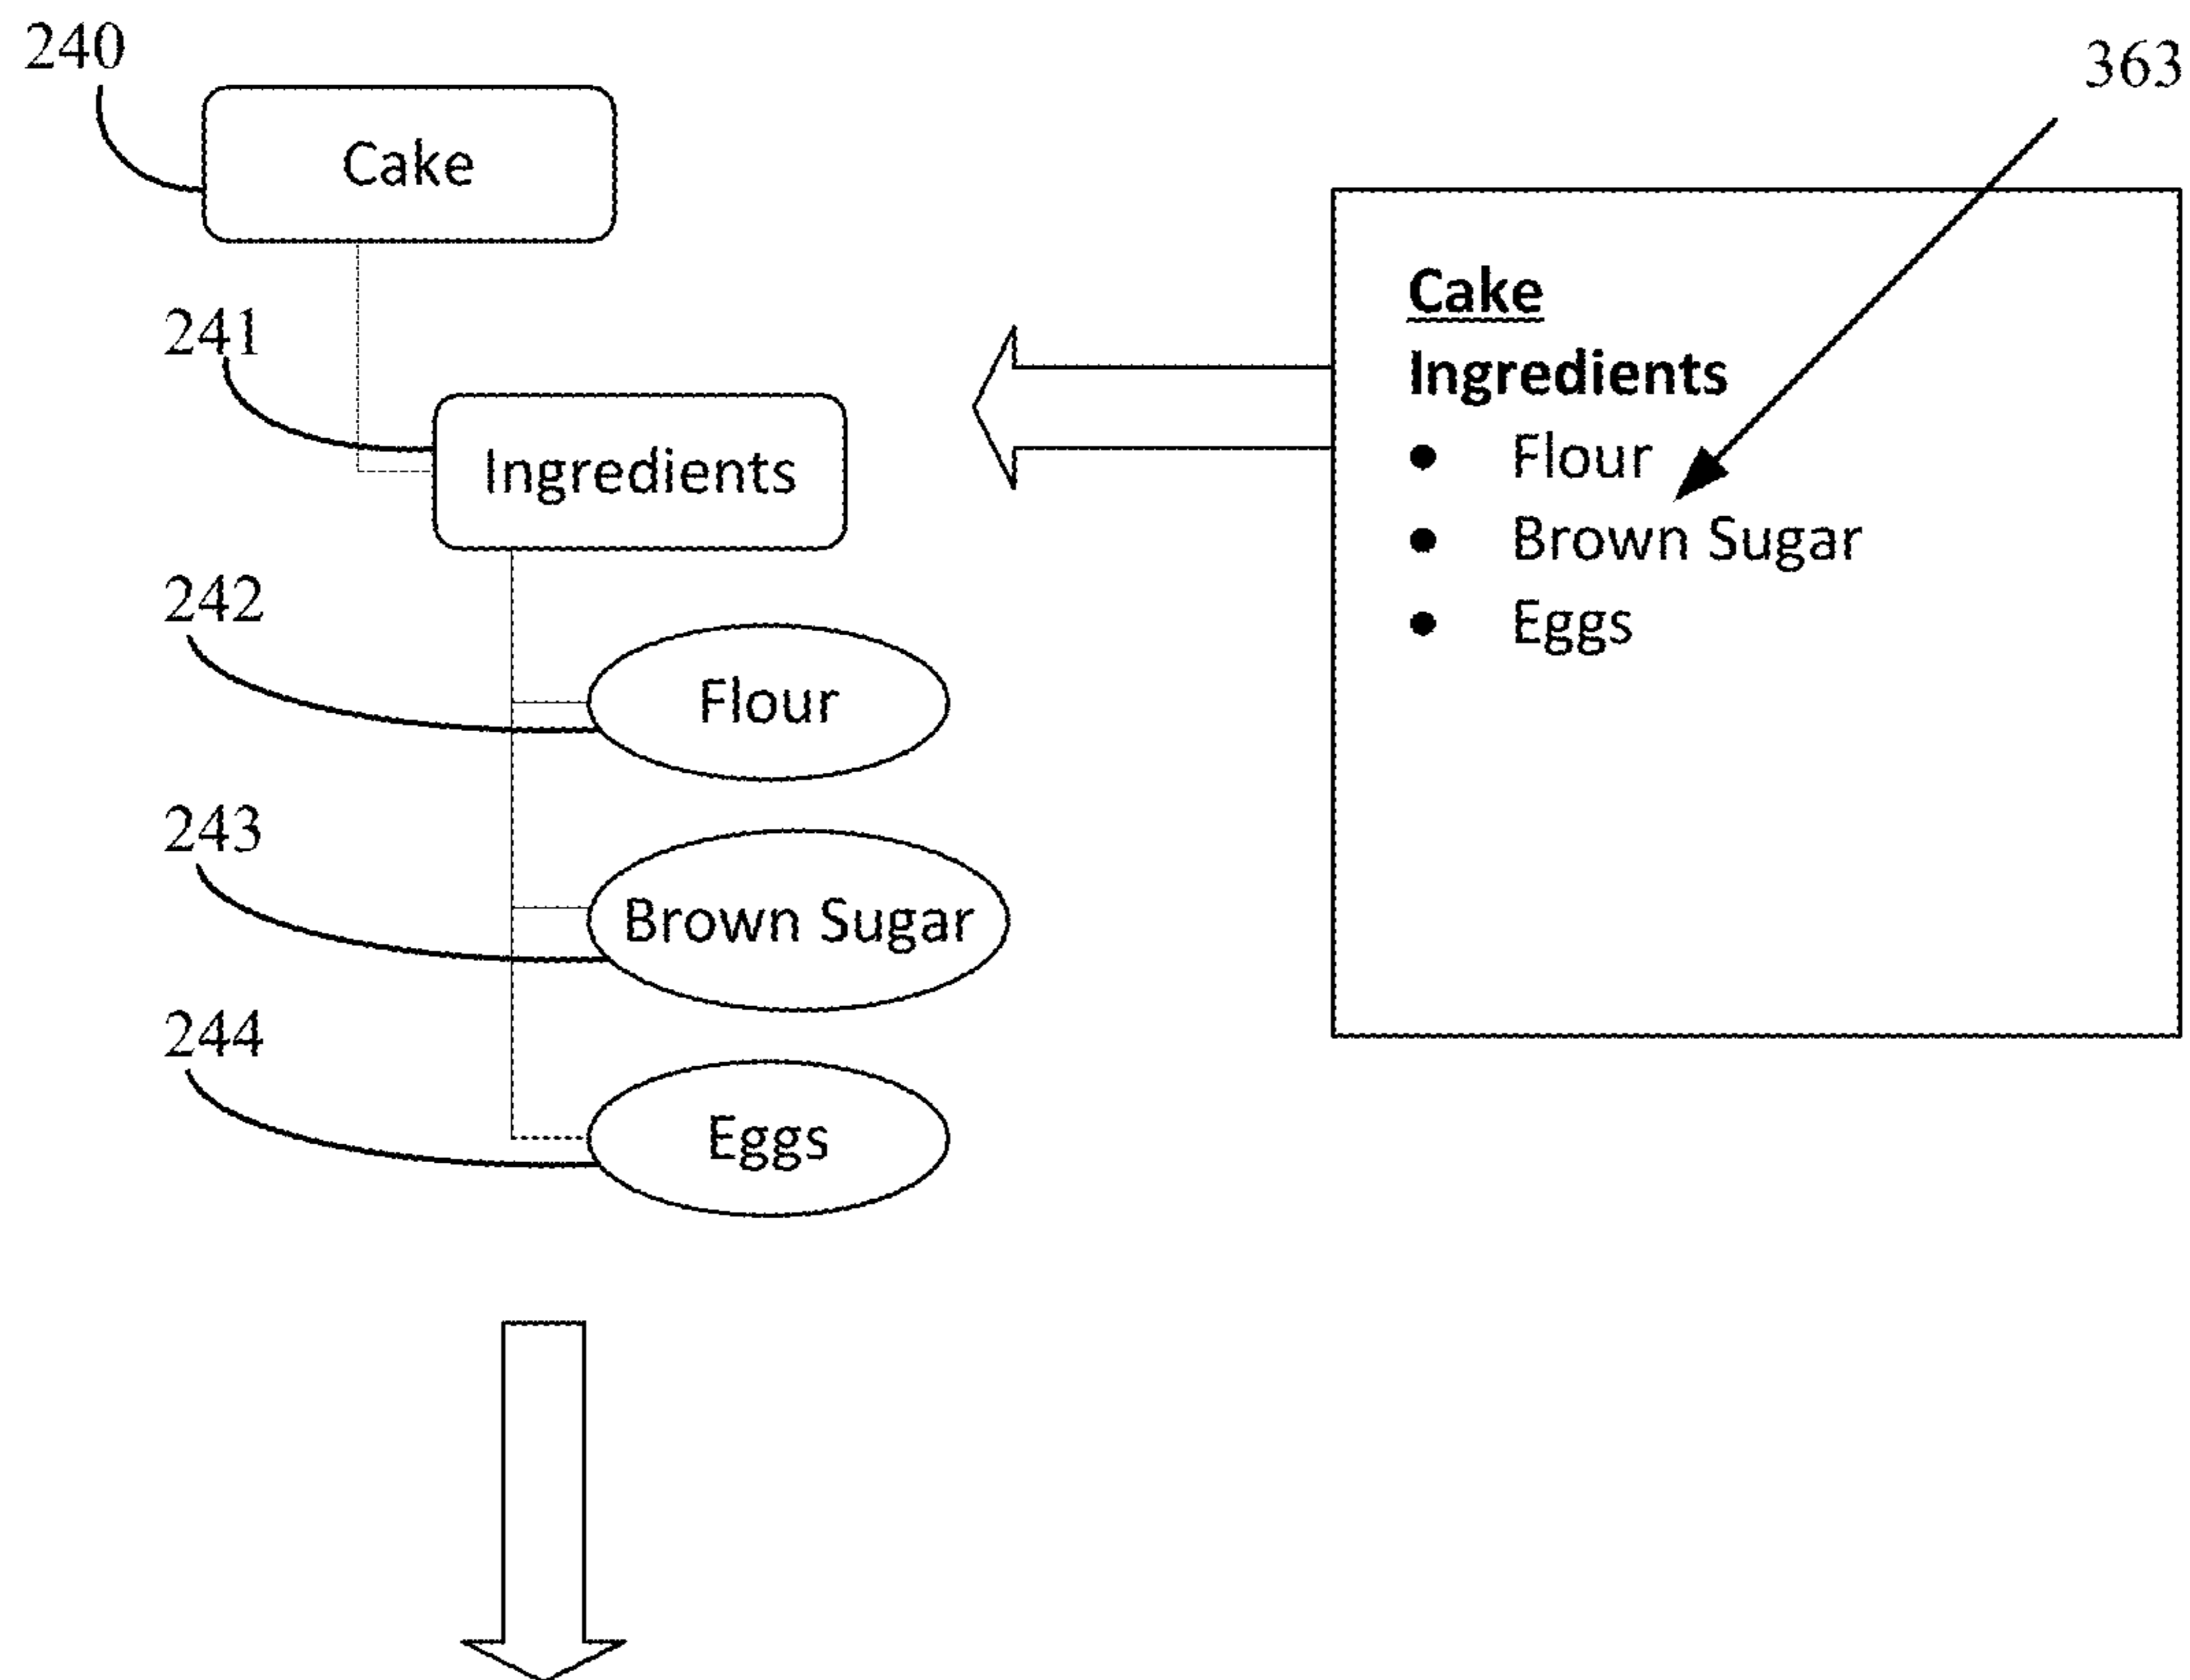 240
Cake
241
Ingredients
242
Flour
243
Brown Sugar
244
Eggs
363
Cake
Ingredients
● Flour
● Brown Sugar
● Eggs